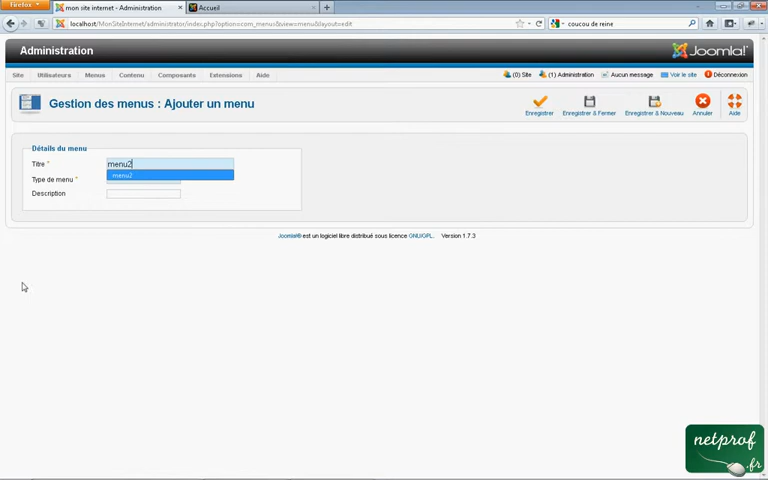 Firefox
mon site internet - Administration
Accueil
localhost/MonSiteInternet/administrator/index.php?option=com_menus&view=menu&layout=edit
coucou de reine
Administration
Joomla!
Site Utilisateurs Menus Contenu Composants Extensions Aide
(0) Site (1) Administration Aucun message Voir le site Déconnexion
Gestion des menus : Ajouter un menu
Enregistrer Enregistrer & Fermer Enregistrer & Nouveau Annuler Aide
Détails du menu
Titre * menu2
menu2
Type de menu *
Description
Joomla!® est un logiciel libre distribué sous licence GNU/GPL. Version 1.7.3
netprof
.fr